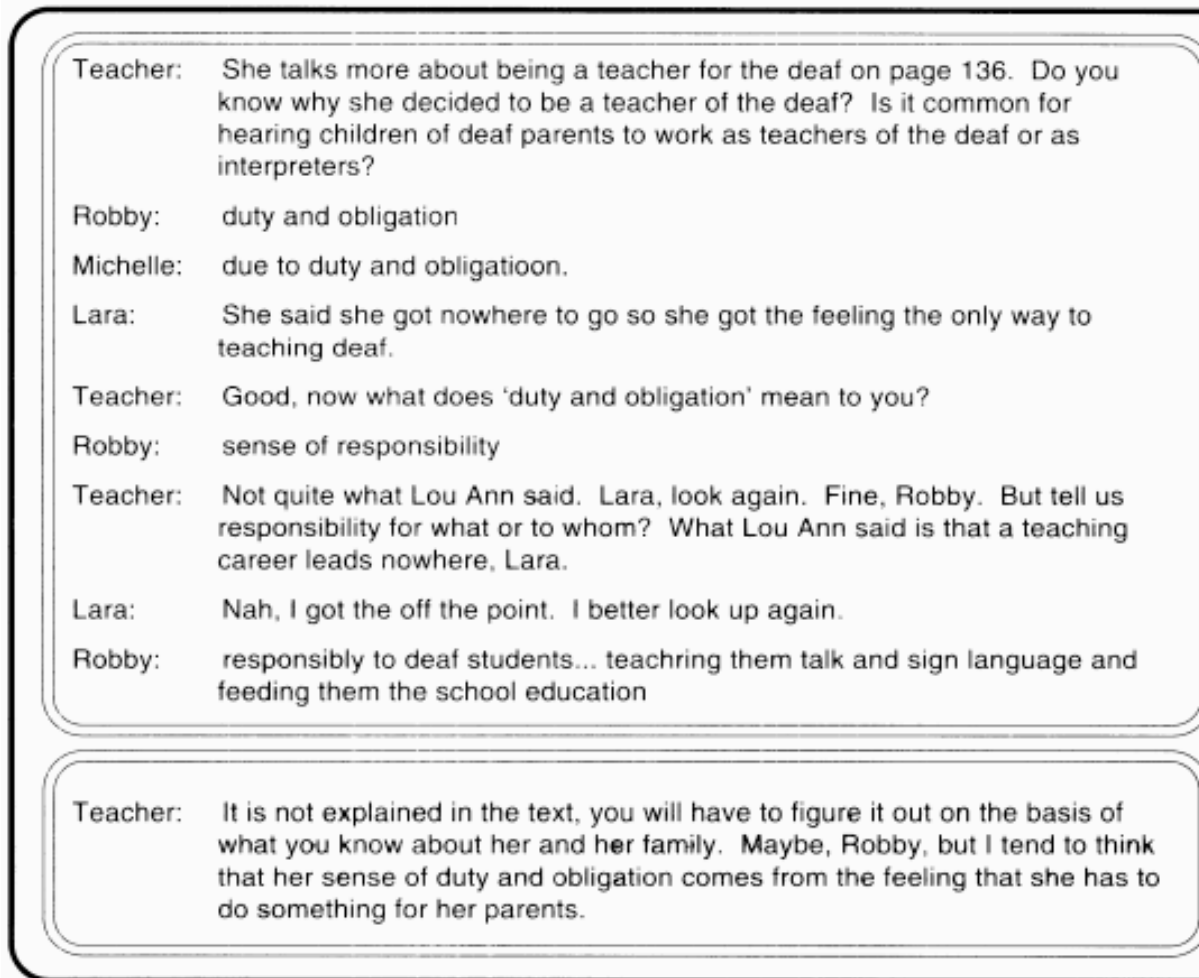 Teacher: She talks more about being a teacher for the deaf on page 136. Do you
know why she decided to be a teacher of the deaf? Is it common for
hearing children of deaf parents to work as teachers of the deaf or as
interpreters?
Robby: duty and obligation
Michelle: due to duty and obligatioon.
Lara: She said she got nowhere to go so she got the feeling the only way to
teaching deaf.
Teacher: Good, now what does 'duty and obligation' mean to you?
Robby: sense of responsibility
Teacher: Not quite what Lou Ann said. Lara, look again. Fine, Robby. But tell us
responsibility for what or to whom? What Lou Ann said is that a teaching
career leads nowhere, Lara.
Lara: Nah, I got the off the point. I better look up again.
Robby: responsibly to deaf students... teachring them talk and sign language and
feeding them the school education
Teacher: It is not explained in the text, you will have to figure it out on the basis of
what you know about her and her family. Maybe, Robby, but I tend to think
that her sense of duty and obligation comes from the feeling that she has to
do something for her parents.